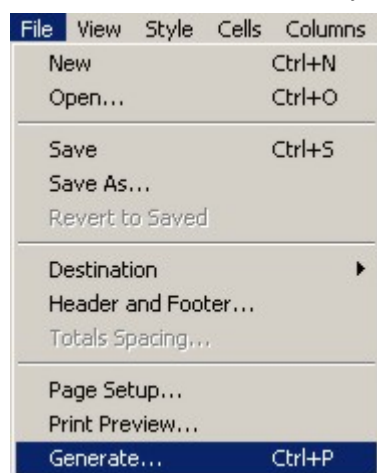 File View Style Cells Columns
New Ctrl+N
Open... Ctrl+O
Save Ctrl+S
Save As...
Revert to Saved
Destination
Header and Footer...
Totals Spacing...
Page Setup...
Print Preview...
Generate... Ctrl+P